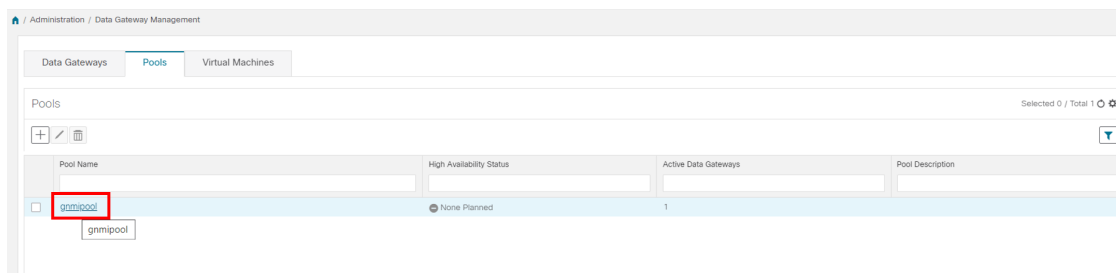 / Administration / Data Gateway Management
Data Gateways Pools Virtual Machines
Pools Selected 0 / Total 1
Pool Name High Availability Status Active Data Gateways Pool Description
gnmipool None Planned 1
gnmipool